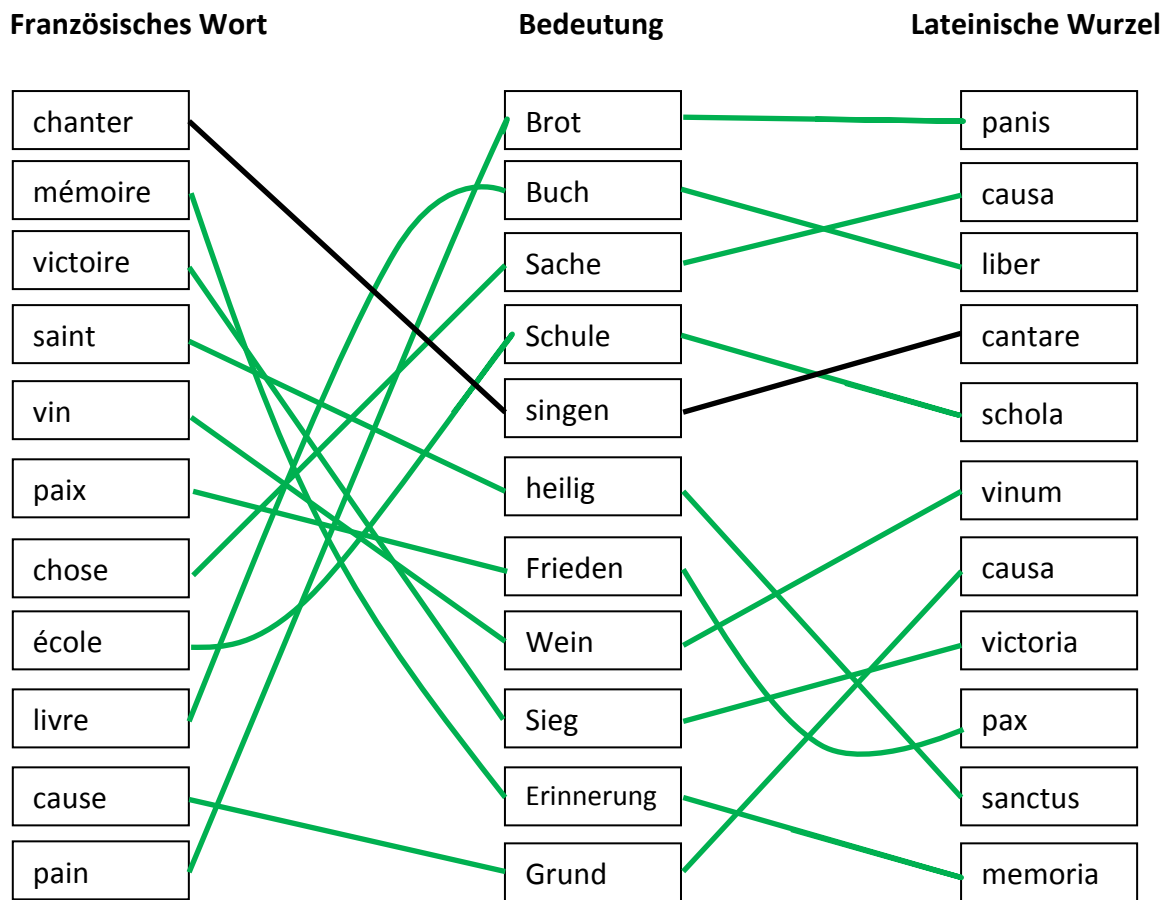 Französisches Wort Bedeutung Lateinische Wurzel
chanter Brot panis
mémoire Buch causa
victoire Sache liber
saint Schule cantare
vin singen schola
paix heilig vinum
chose Frieden causa
école Wein victoria
livre Sieg pax
cause Erinnerung sanctus
pain Grund memoria